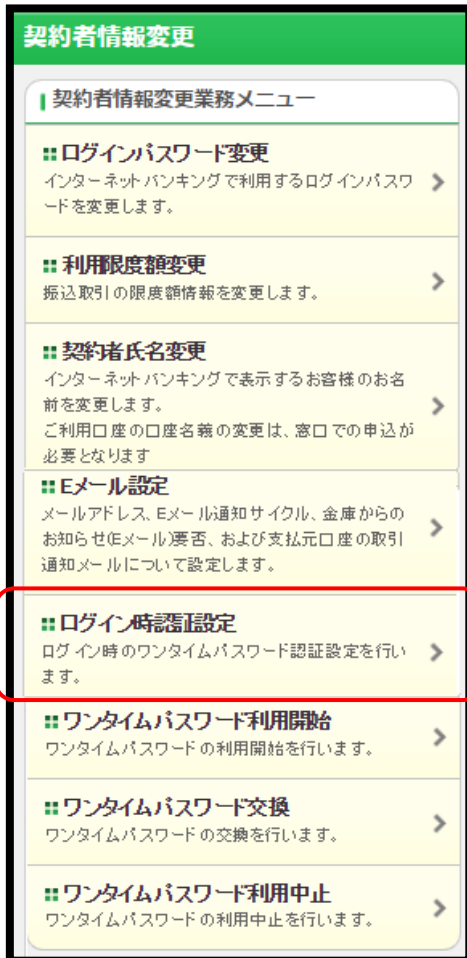 契約者情報変更
契約者情報変更業務メニュー
ログインパスワード変更
インターネットバンキングで利用するログインパスワ
ードを変更します。
利用限度額変更
振込取引の限度額情報を変更します。
契約者氏名変更
インターネットバンキングで表示するお客様のお名
前を変更します。
ご利用口座の口座名義の変更は、窓口での申込が
必要となります
Eメール設定
メールアドレス、Eメール通知サイクル、金庫からの
お知らせ(Eメール)要否、および支払元口座の取引
通知メールについて設定します。
ログイン時認証設定
ログイン時のワンタイムパスワード認証設定を行い
ます。
ワンタイムパスワード利用開始
ワンタイムパスワードの利用開始を行います。
ワンタイムパスワード交換
ワンタイムパスワードの交換を行います。
ワンタイムパスワード利用中止
ワンタイムパスワードの利用中止を行います。